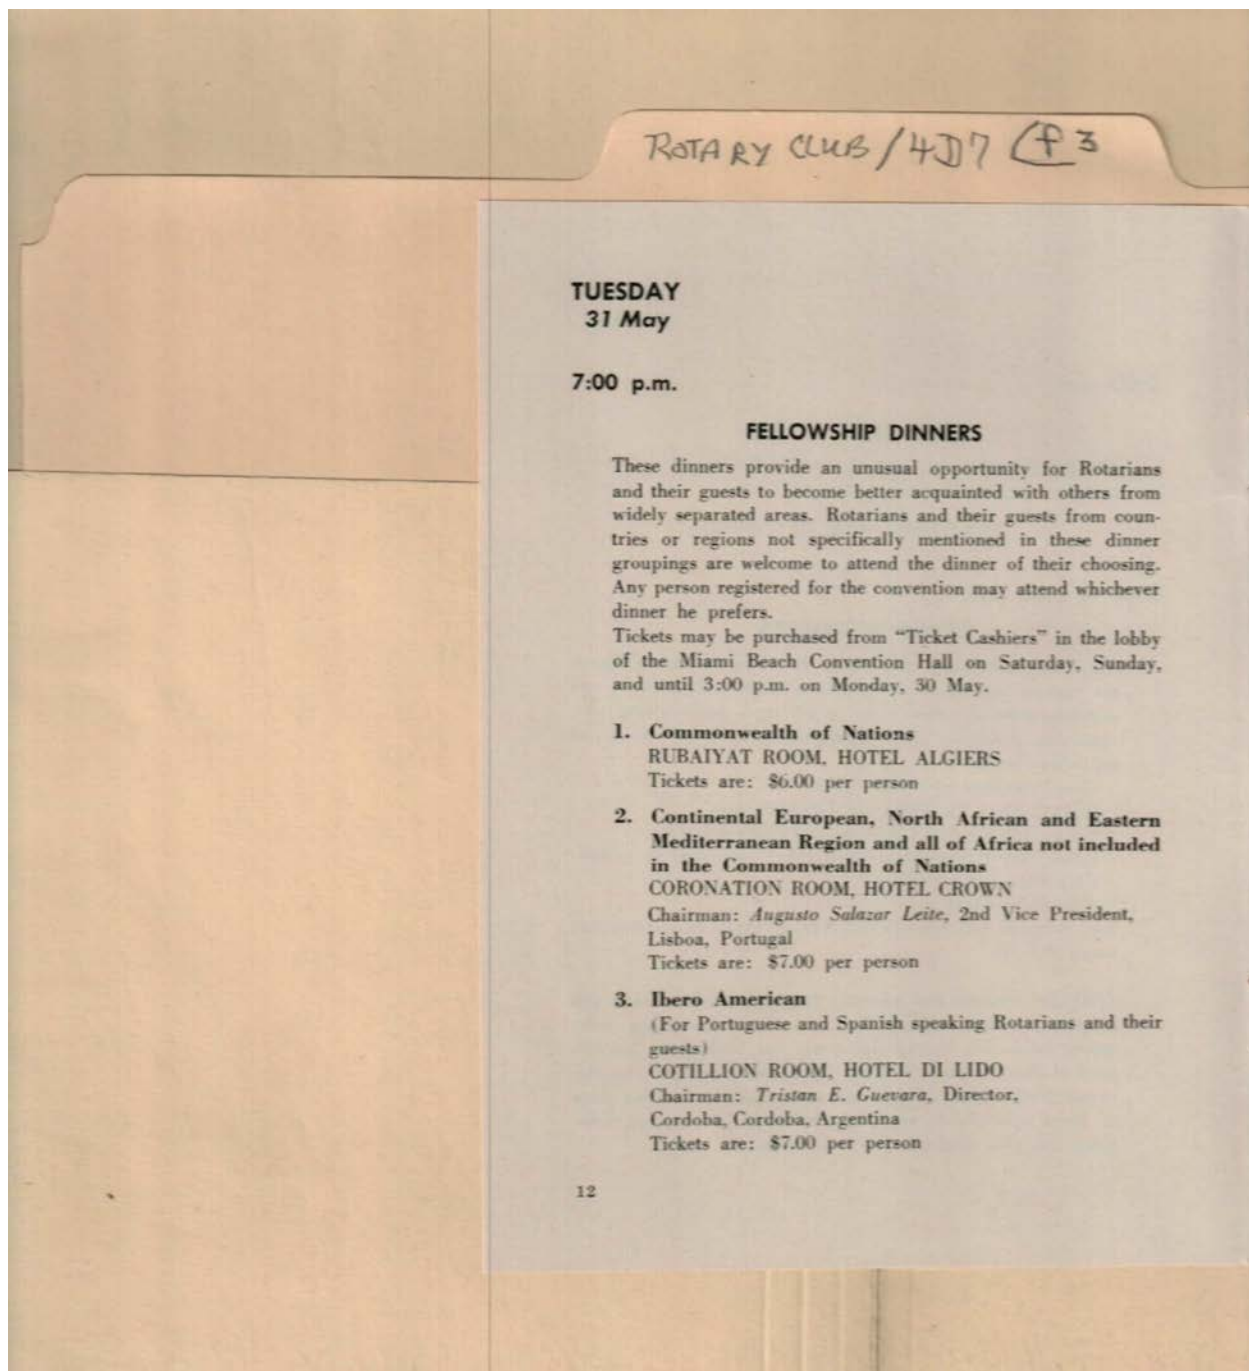 ROTARY CLUB/4D7 f3
TUESDAY
31 May
7:00 p.m.
FELLOWSHIP DINNERS
These dinners provide an unusual opportunity for Rotarians
and their guests to become better acquainted with others from
widely separated areas. Rotarians and their guests from coun-
tries or regions not specifically mentioned in these dinner
groupings are welcome to attend the dinner of their choosing.
Any person registered for the convention may attend whichever
dinner he prefers.
Tickets may be purchased from “Ticket Cashiers” in the lobby
of the Miami Beach Convention Hall on Saturday, Sunday,
and until 3:00 p.m. on Monday, 30 May.
1. Commonwealth of Nations
RUBAIYAT ROOM, HOTEL ALGIERS
Tickets are: $6.00 per person
2. Continental European, North African and Eastern
Mediterranean Region and all of Africa not included
in the Commonwealth of Nations
CORONATION ROOM, HOTEL CROWN
Chairman: Augusto Salazar Leite, 2nd Vice President,
Lisboa, Portugal
Tickets are: $7.00 per person
3. Ibero American
(For Portuguese and Spanish speaking Rotarians and their
guests)
COTILLION ROOM, HOTEL DI LIDO
Chairman: Tristan E. Guevara, Director,
Cordoba, Cordoba, Argentina
Tickets are: $7.00 per person
12